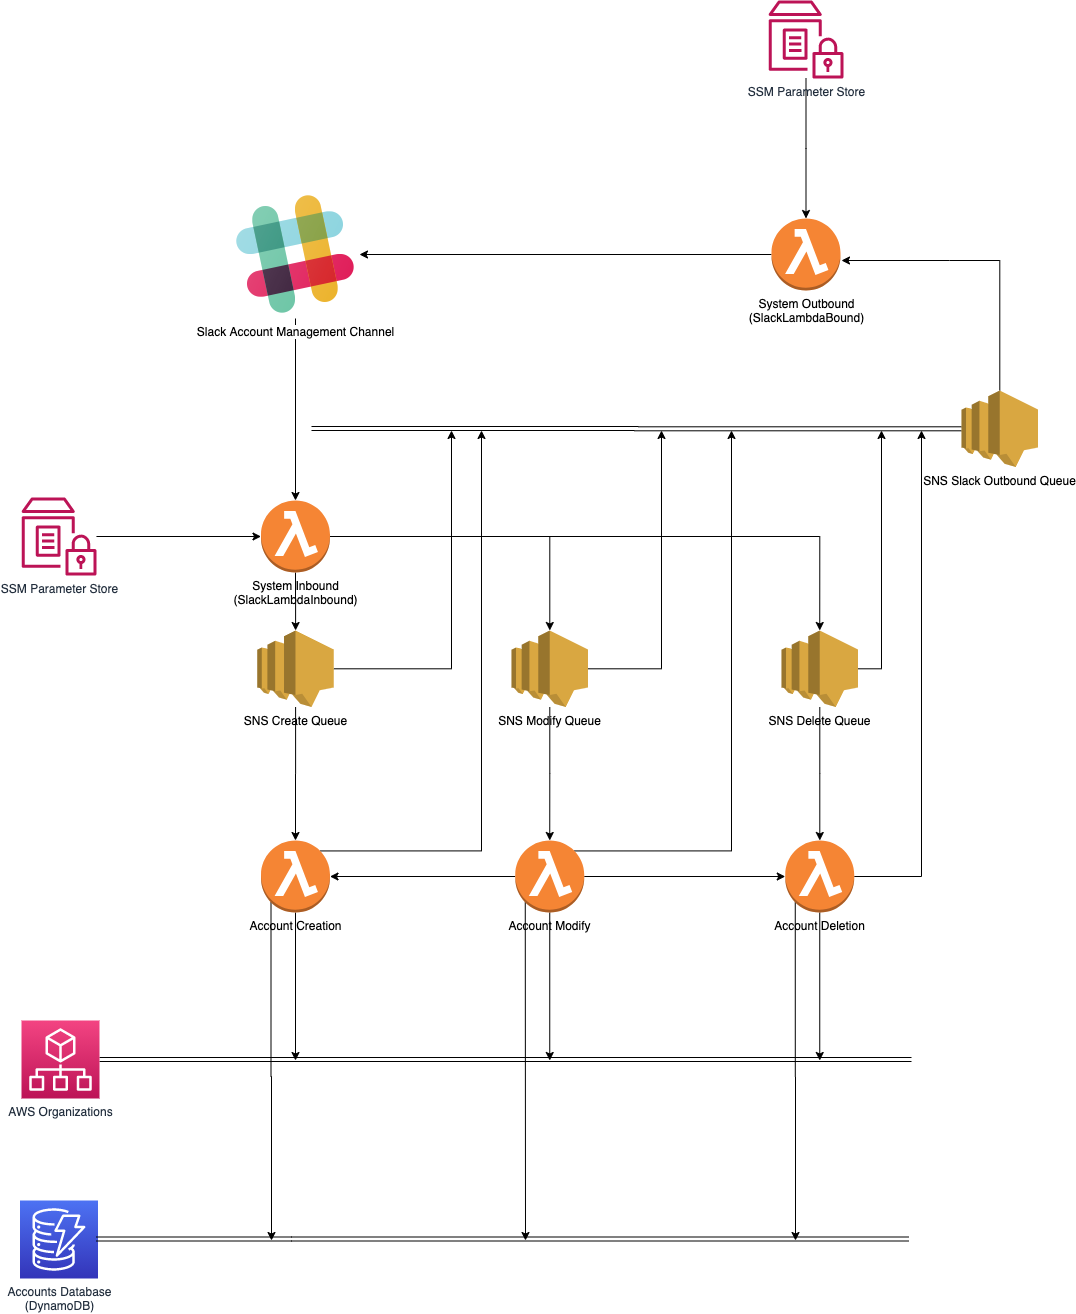 SSM Parameter Store
System Outbound
(SlackLambdaBound)
Slack Account Management Channel
SNS Slack Outbound Queue
SSM Parameter Store
System Inbound
(SlackLambdaInbound)
SNS Create Queue
SNS Modify Queue
SNS Delete Queue
Account Creation
Account Modify
Account Deletion
AWS Organizations
Accounts Database
(DynamoDB)